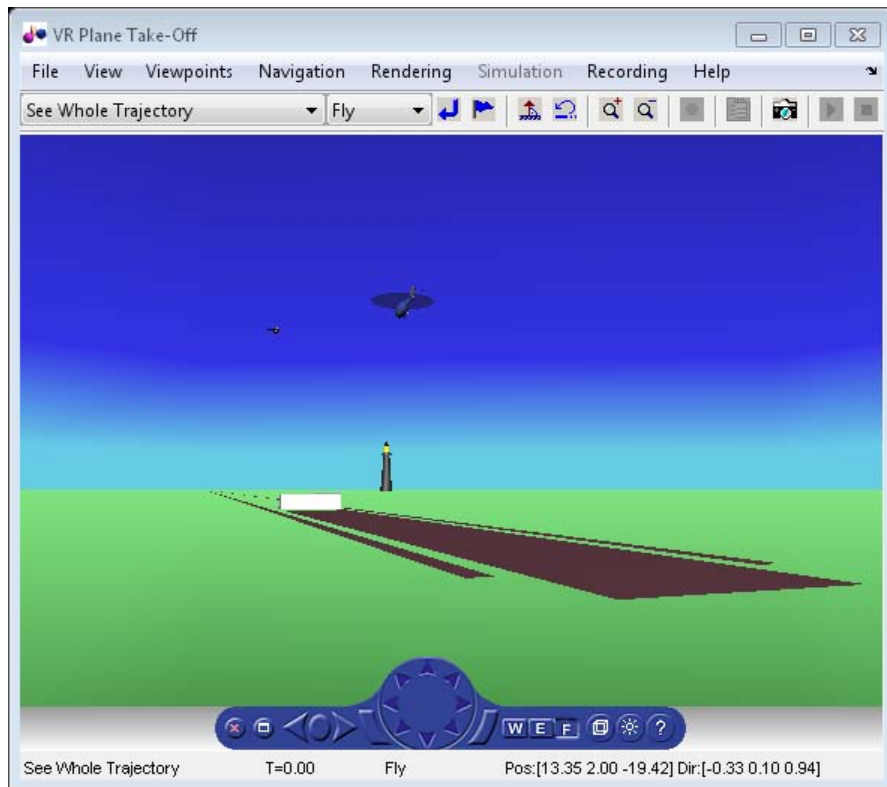 VR Plane Take-Off
File View Viewpoints Navigation Rendering Simulation Recording Help
See Whole Trajectory Fly
W E F ?
See Whole Trajectory T=0.00 Fly Pos:[13.35 2.00 -19.42] Dir:[-0.33 0.10 0.94]